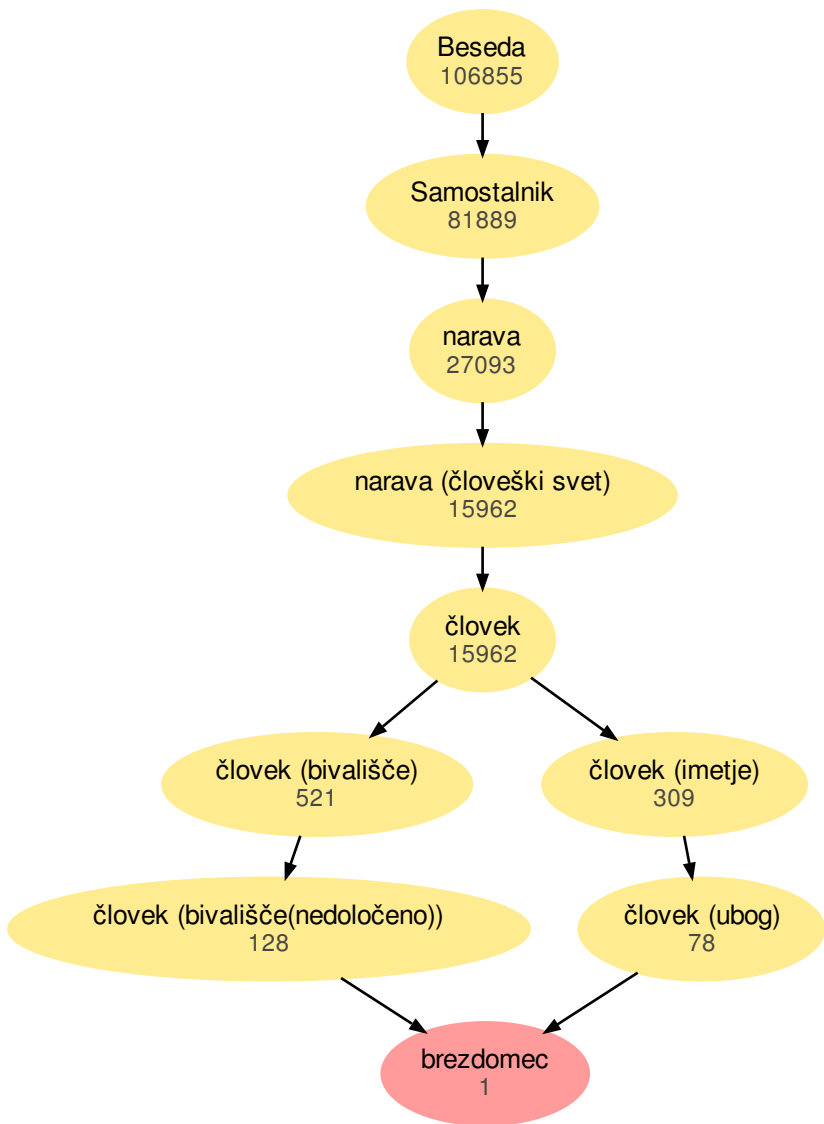 Beseda
106855
Samostalnik
81889
narava
27093
narava (človeški svet)
15962
človek
15962
človek (bivališče)
521
človek (imetje)
309
človek (bivališče(nedoločeno))
128
človek (ubog)
78
brezdomec
1